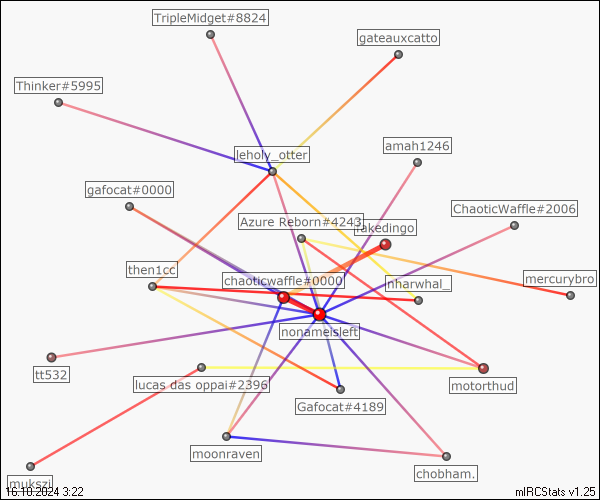 TripleMidget#8824
gateauxcatto
Thinker#5995
amah1246
leholy_otter
gafocat#0000
ChaoticWaffle#2006
Azure Reborn#4243
fakedingo
then1cc
chaoticwaffle#0000
nharwhal_
mercurybro
nonameisleft
tt532
lucas das oppai#2396
motorthud
Gafocat#4189
moonraven
chobham.
mukszi
16.10.2024 3:22
mIRCStats v1.25